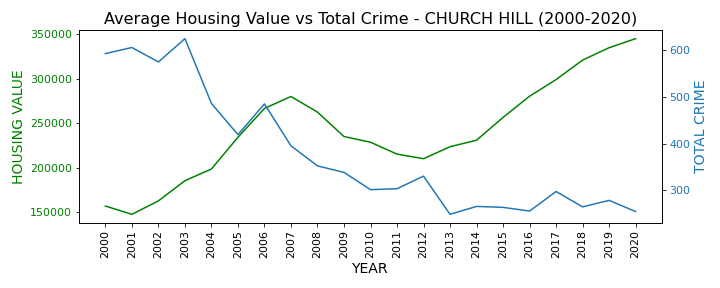 Average Housing Value vs Total Crime - CHURCH HILL (2000-2020)
350000
300000
250000
200000
150000
HOUSING VALUE
600
500
400
300
TOTAL CRIME
2000 2001 2002 2003 2004 2005 2006 2007 2008 2009 2010 2011 2012 2013 2014 2015 2016 2017 2018 2019 2020
YEAR